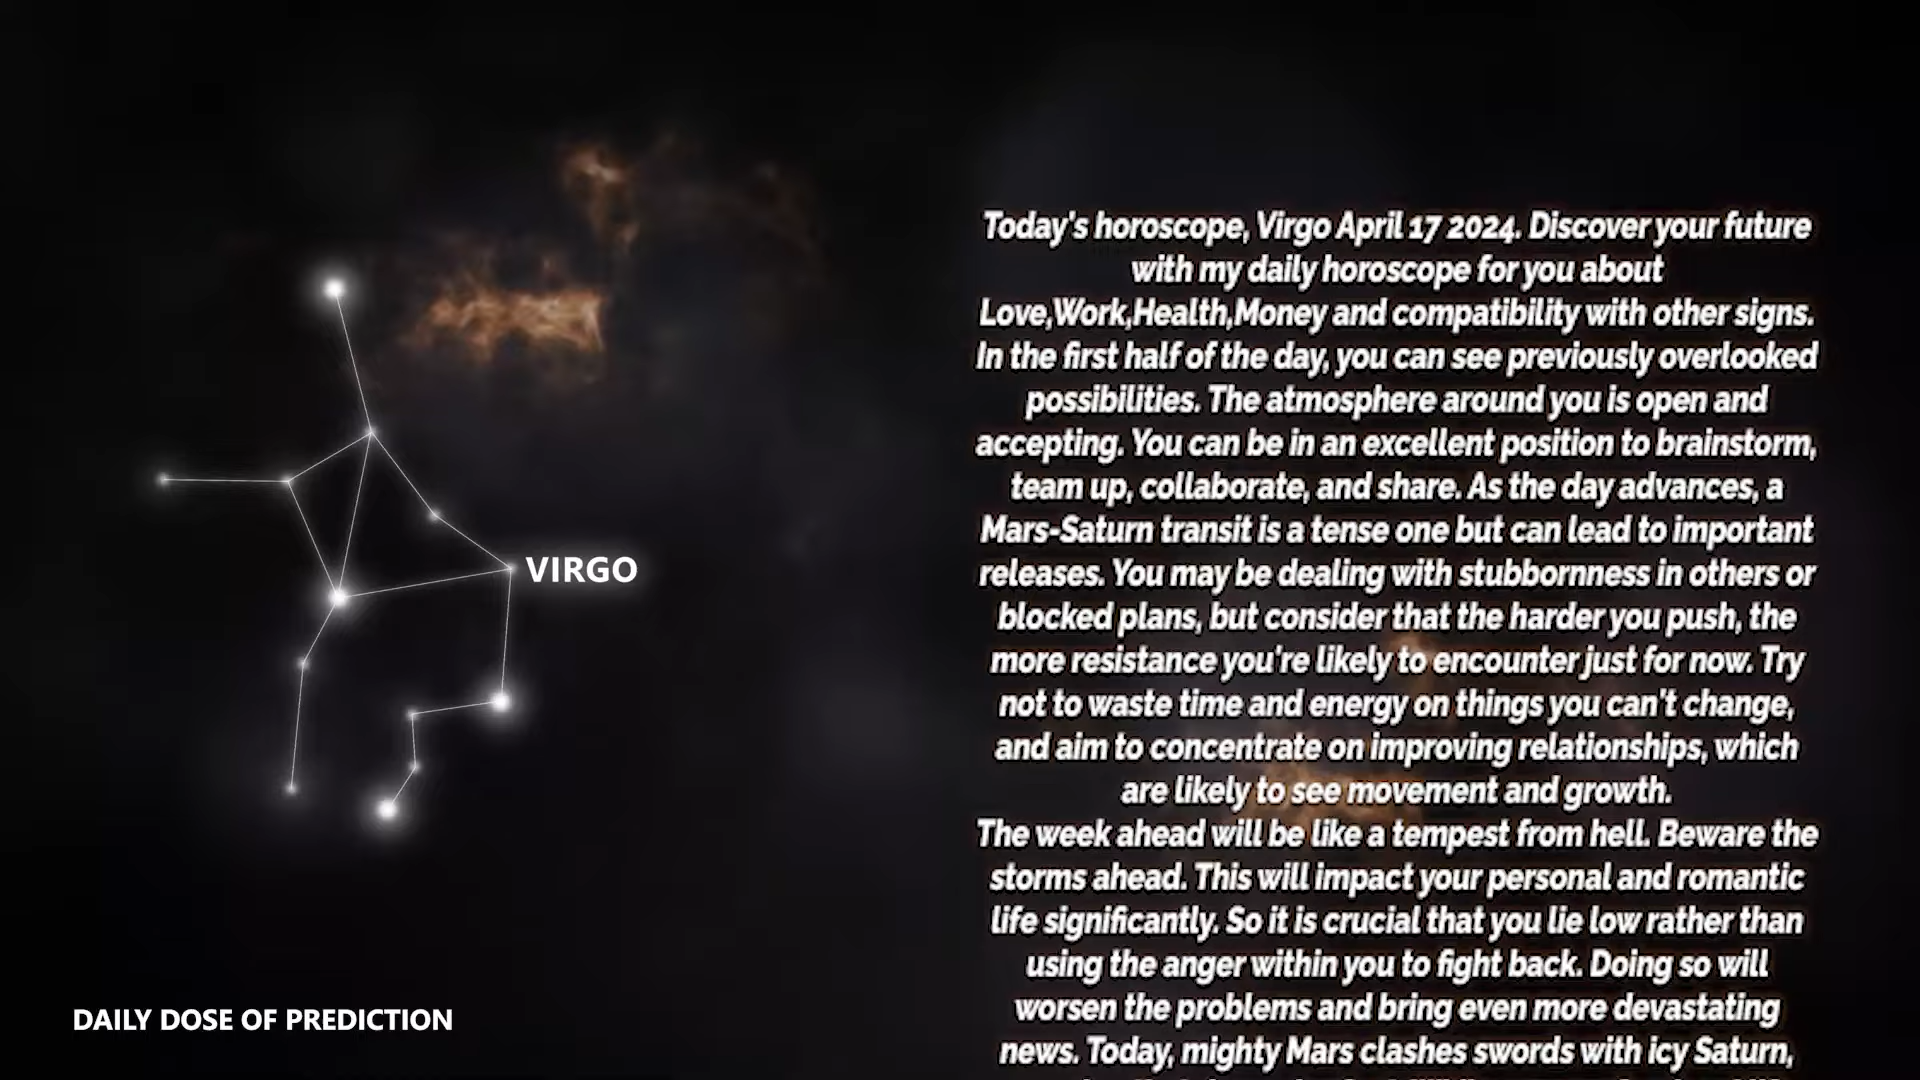 Today's horoscope, Virgo April 17 2024. Discover your future
with my daily horoscope for you about
Love,Work,Health,Money and compatibility with other signs.
In the first half of the day, you can see previously overlooked
possibilities. The atmosphere around you is open and
accepting. You can be in an excellent position to brainstorm,
team up, collaborate, and share. As the day advances, a
Mars-Saturn transit is a tense one but can lead to important
releases. You may be dealing with stubbornness in others or
blocked plans, but consider that the harder you push, the
more resistance you're likely to encounter just for now. Try
not to waste time and energy on things you can't change,
and aim to concentrate on improving relationships, which
are likely to see movement and growth.
The week ahead will be like a tempest from hell. Beware the
storms ahead. This will impact your personal and romantic
life significantly. So it is crucial that you lie low rather than
using the anger within you to fight back. Doing so will
worsen the problems and bring even more devastating
news. Today, mighty Mars clashes swords with icy Saturn,
VIRGO
DAILY DOSE OF PREDICTION